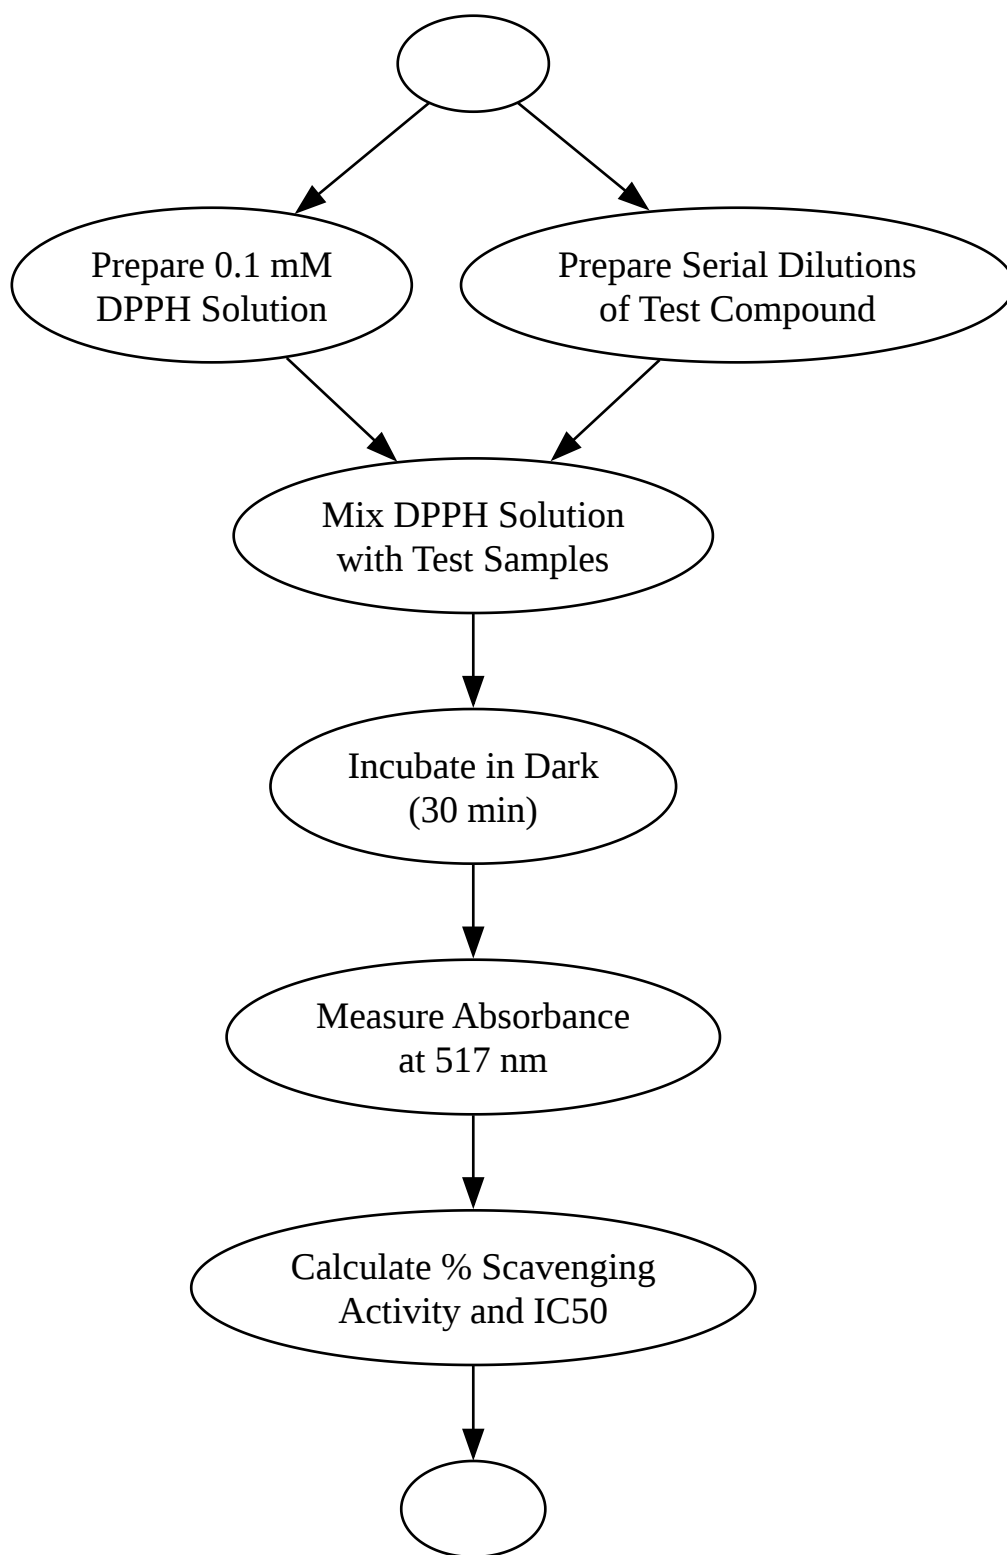 Prepare 0.1 mM
DPPH Solution
Prepare Serial Dilutions
of Test Compound
Mix DPPH Solution
with Test Samples
Incubate in Dark
(30 min)
Measure Absorbance
at 517 nm
Calculate % Scavenging
Activity and IC50